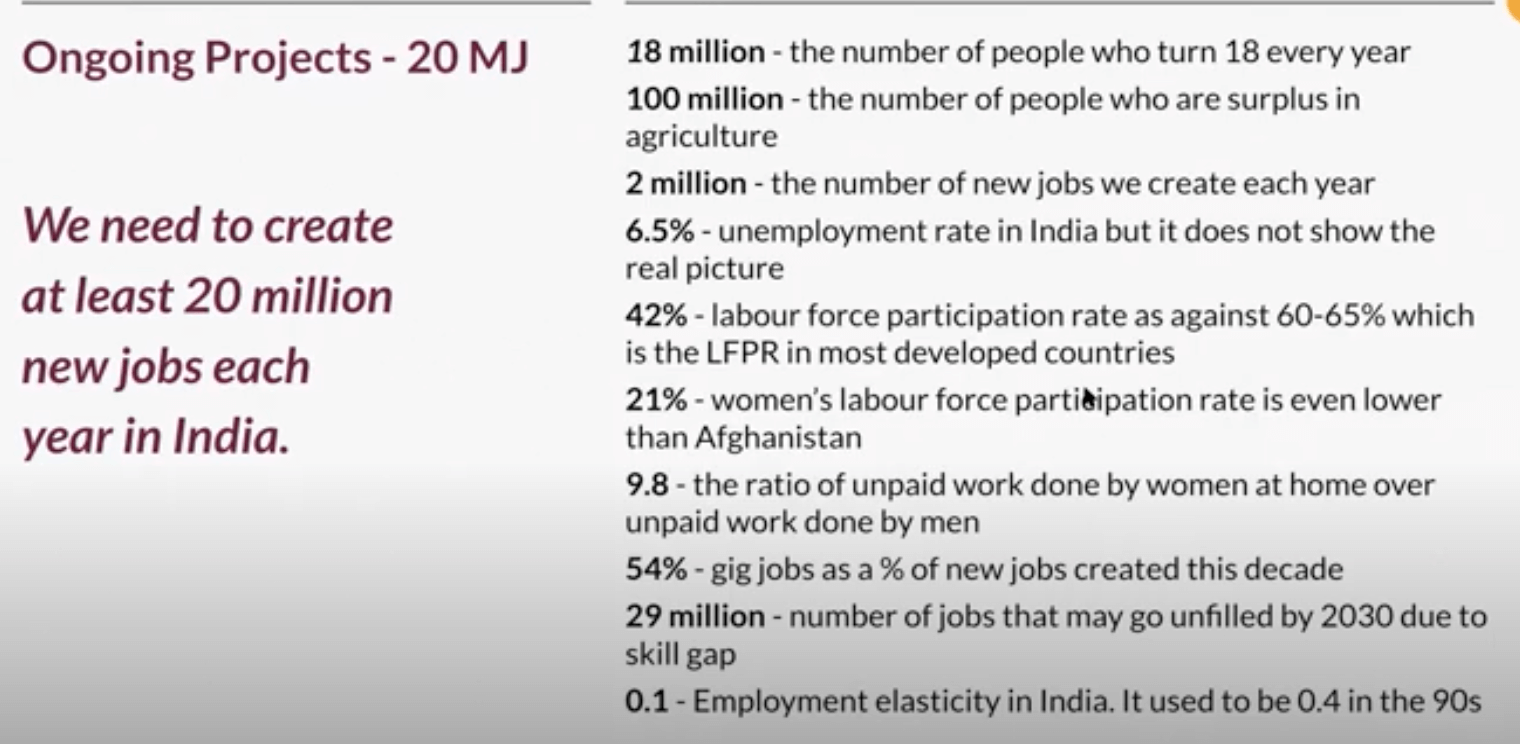 Ongoing Projects - 20 MJ
We need to create
at least 20 million
new jobs each
year in India.
18 million - the number of people who turn 18 every year
100 million - the number of people who are surplus in
agriculture
2 million - the number of new jobs we create each year
6.5% - unemployment rate in India but it does not show the
real picture
42% - labour force participation rate as against 60-65% which
is the LFPR in most developed countries
21% - women's labour force participation rate is even lower
than Afghanistan
9.8 - the ratio of unpaid work done by women at home over
unpaid work done by men
54% - gig jobs as a % of new jobs created this decade
29 million - number of jobs that may go unfilled by 2030 due to
skill gap
0.1 - Employment elasticity in India. It used to be 0.4 in the 90s